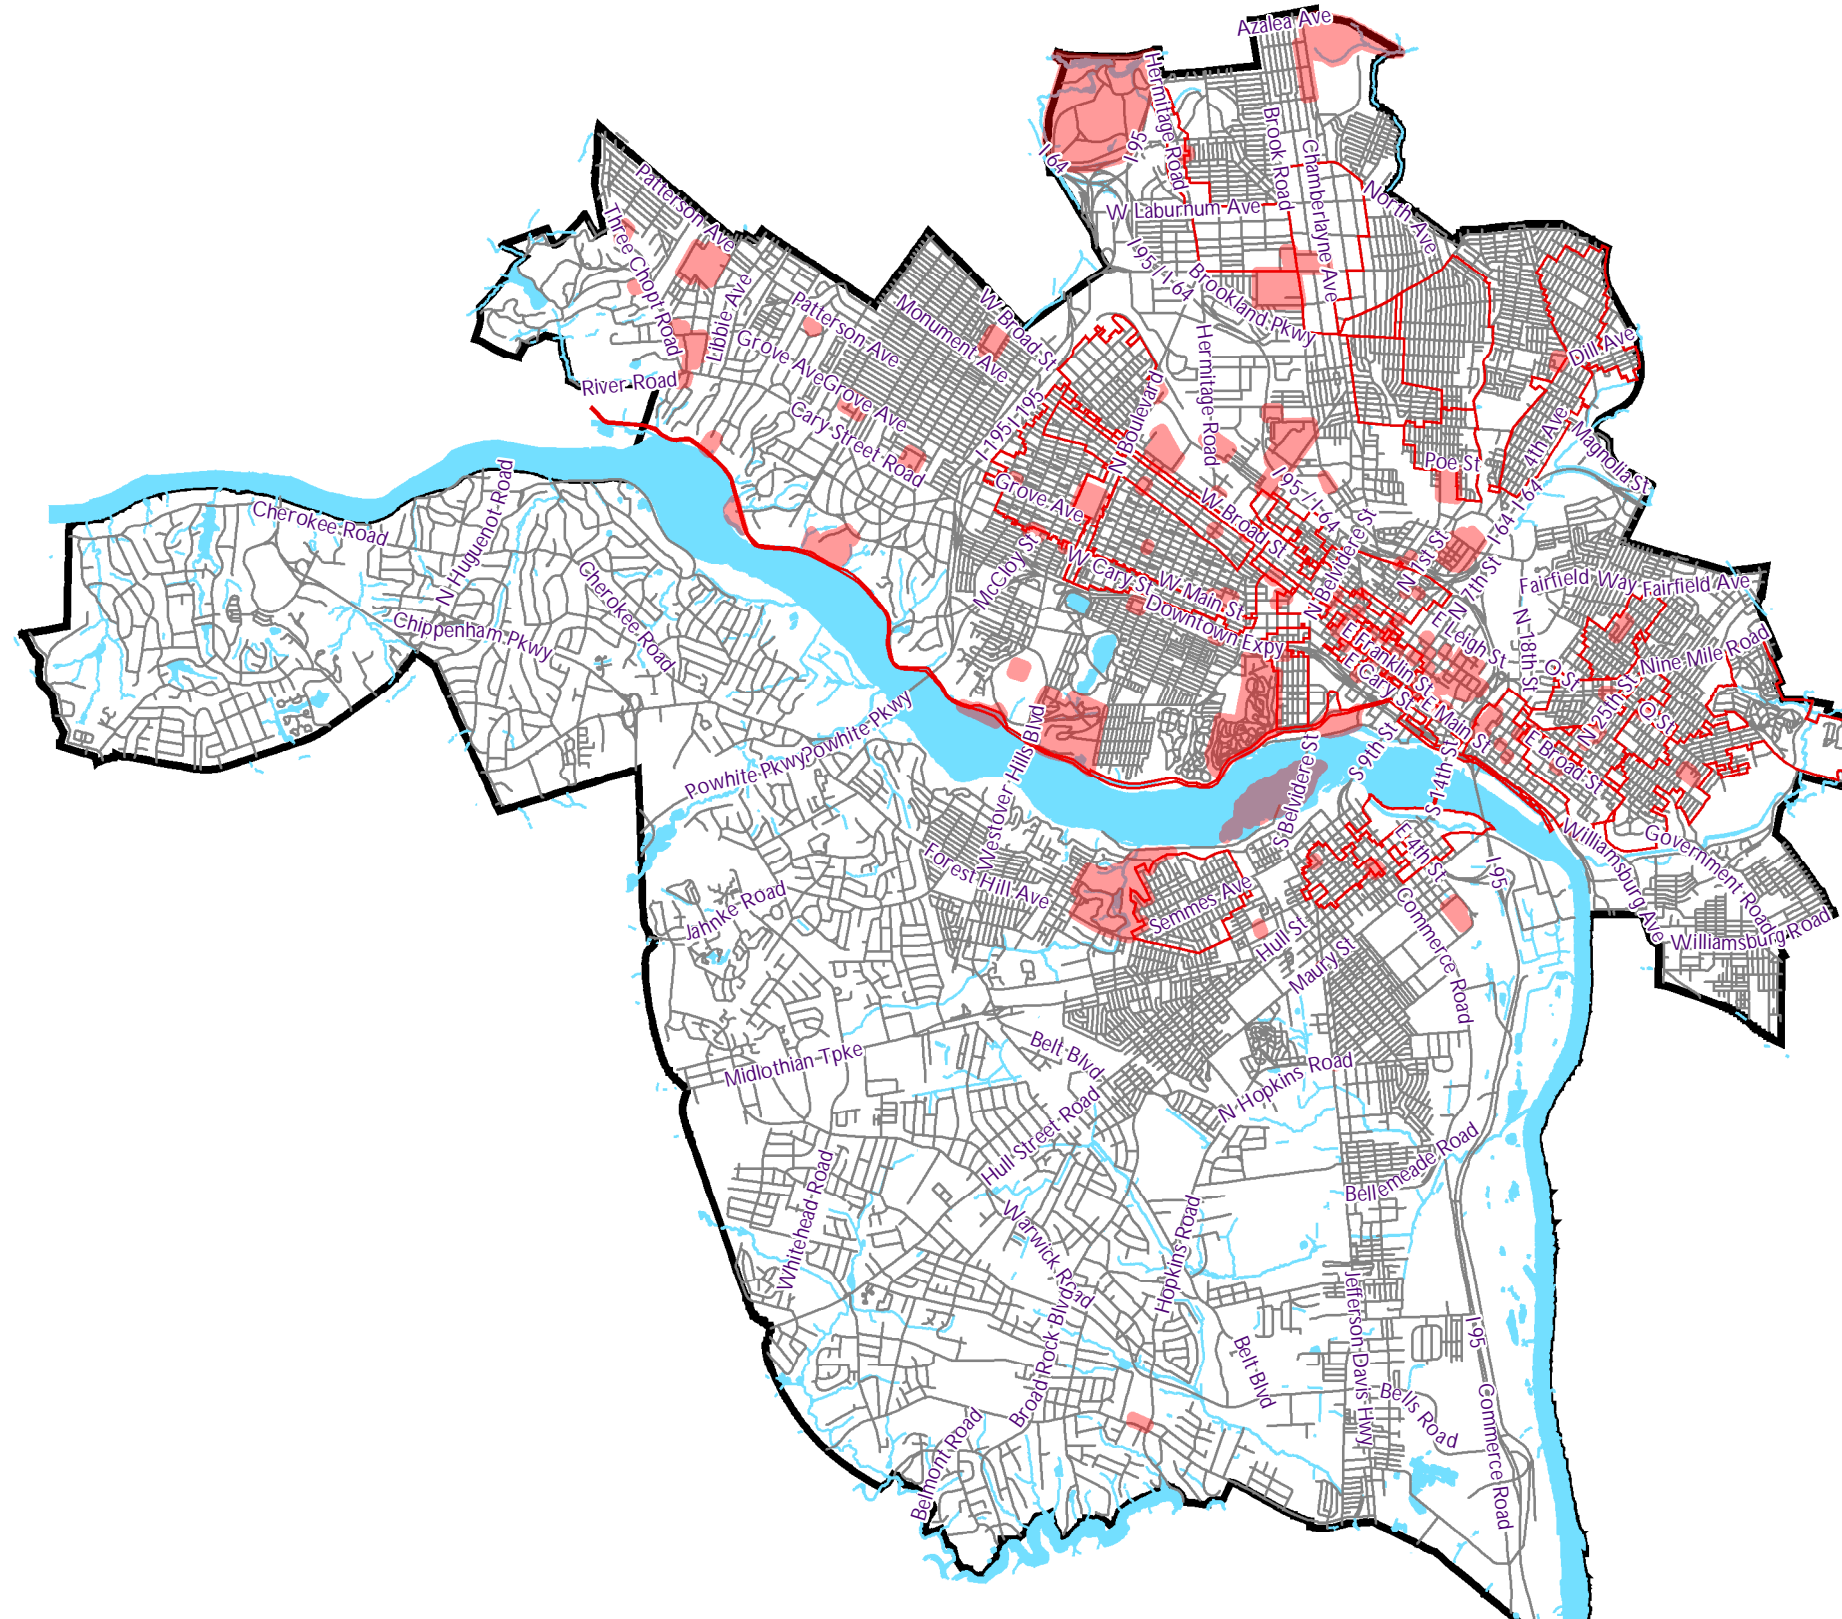 Azalea Ave
Hermitage Road
I-95
I-64
Brook Road
Chamberlayne Ave
North Ave
W Laburnum Ave
I-95 / I-64
Brookland Pkwy
Patterson Ave
Three Chopt Road
Libbie Ave
Patterson Ave
Monument Ave
W Broad St
Grove Ave
Grove Ave
River Road
Cary Street Road
I-195
I-195
N Boulevard
Hermitage Road
Dill Ave
4th Ave
Magnolia St
Poe St
I-64
I-64
I-95 / I-64
Grove Ave
W Broad St
N Belvidere St
N 1st St
N 7th St
Fairfield Way
Fairfield Ave
McCloy St
W Cary St
W Main St
Downtown Expy
E Leigh St
E Franklin St
E Cary St
E Main St
N 18th St
Q St
Q St
N 25th St
Nine Mile Road
E Broad St
Cherokee Road
N Huguenot Road
Cherokee Road
Chippenham Pkwy
Powhite Pkwy
Powhite Pkwy
Westover Hills Blvd
S Belvidere St
S 9th St
S 14th St
E 4th St
I-95
Williamsburg Ave
Government Road
Williamsburg Road
Forest Hill Ave
Semmes Ave
Jahnke Road
Hull St
Maury St
Commerce Road
Midlothian Tpke
Belt Blvd
Hull Street Road
N Hopkins Road
Bellemeade Road
Whitehead Road
Warwick Road
Hopkins Road
Broad Rock Blvd
Belmont Road
Belt Blvd
Jefferson Davis Hwy
Bells Road
I-95
Commerce Road